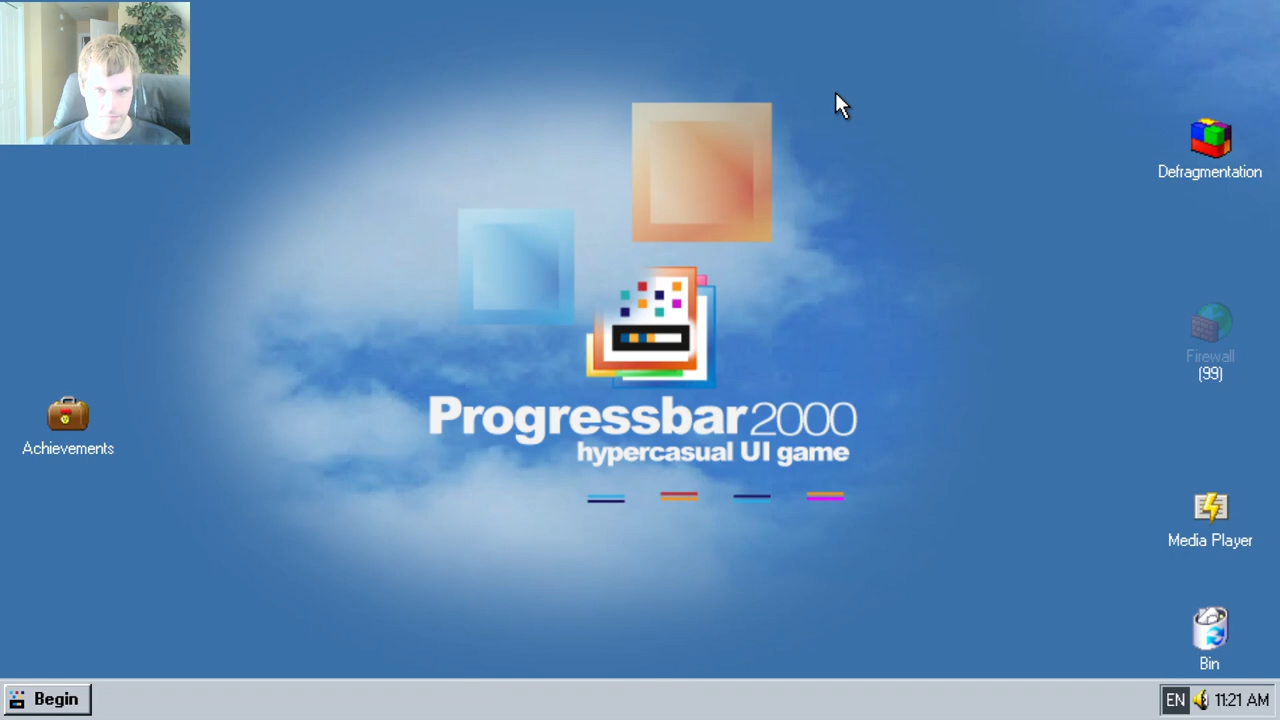 Defragmentation
Firewall
(99)
Progressbar2000
hypercasual UI game
Achievements
Media Player
Bin
Begin
EN
11:21 AM